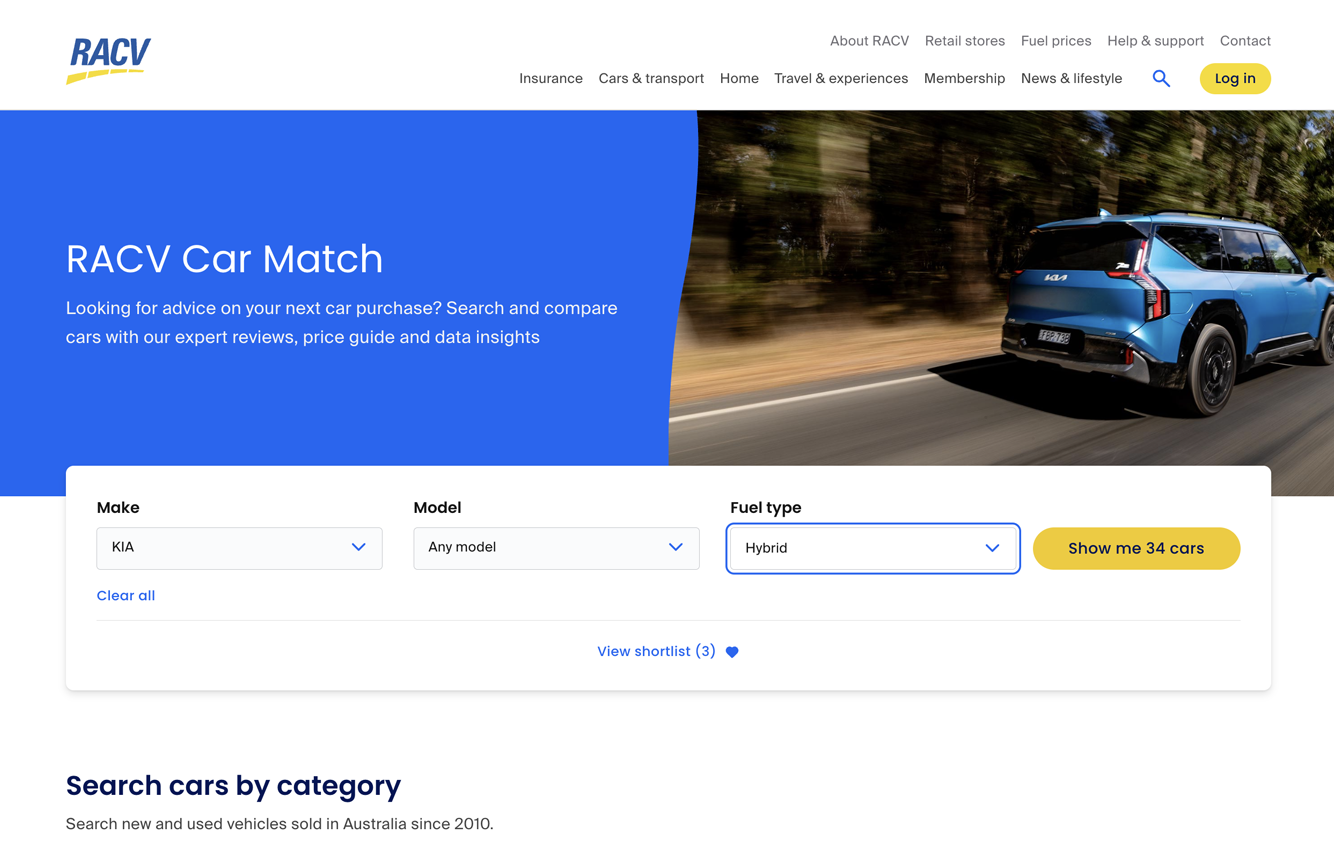 RACV
About RACV Retail stores Fuel prices Help & support Contact
Insurance Cars & transport Home Travel & experiences Membership News & lifestyle Log in
RACV Car Match
Looking for advice on your next car purchase? Search and compare
cars with our expert reviews, price guide and data insights
KIA
Make Model Fuel type
KIA Any model Hybrid Show me 34 cars
Clear all
View shortlist (3)
Search cars by category
Search new and used vehicles sold in Australia since 2010.